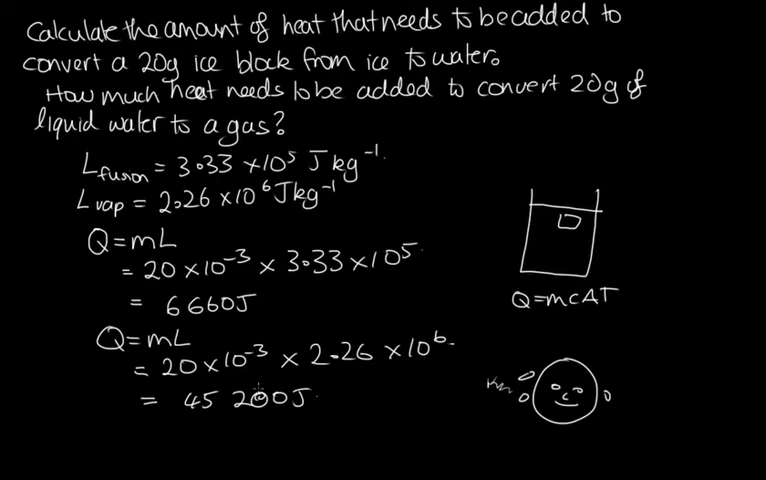 Calculate the amount of heat that needs to be added to
convert a 20g ice block from ice to water.
How much heat needs to be added to convert 20g of
liquid water to a gas?
L fusion = 3.33 × 10⁵ J kg⁻¹.
L vap = 2.26 × 10⁶ J kg⁻¹
Q = mL
= 20 × 10⁻³ × 3.33 × 10⁵.
= 6660J
Q = mcΔT
Q = mL
= 20 × 10⁻³ × 2.26 × 10⁶.
= 45 200J.